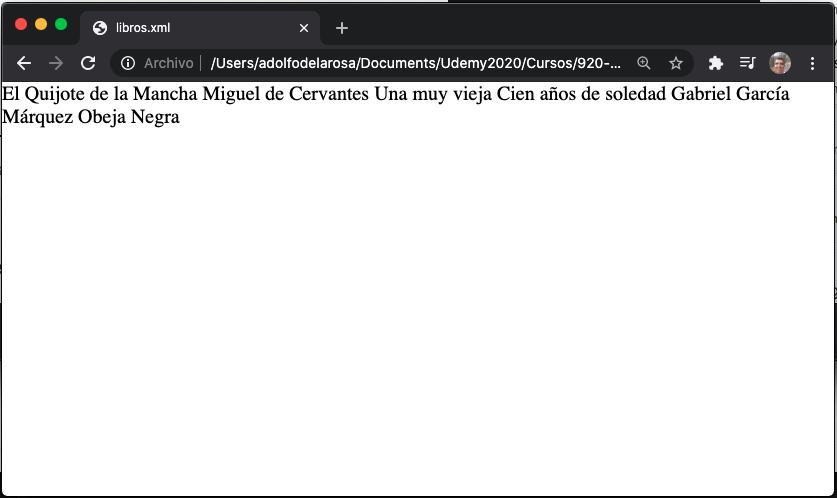 libros.xml
Archivo | /Users/adolfodelarosa/Documents/Udemy2020/Cursos/920-...
El Quijote de la Mancha Miguel de Cervantes Una muy vieja Cien años de soledad Gabriel García
Márquez Obeja Negra